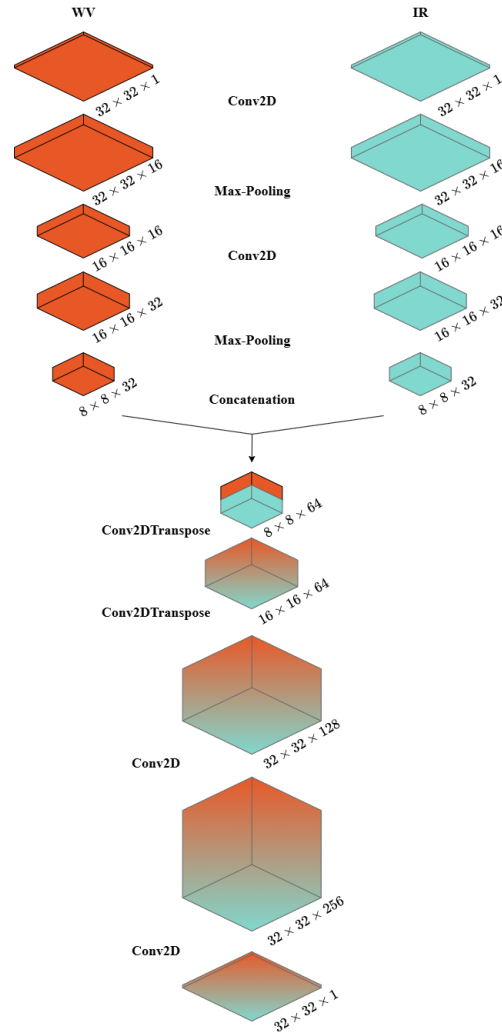 WV IR
32 × 32 × 1 32 × 32 × 1
Conv2D
32 × 32 × 16 32 × 32 × 16
Max-Pooling
16 × 16 × 16 16 × 16 × 16
Conv2D
16 × 16 × 32 16 × 16 × 32
Max-Pooling
8 × 8 × 32 8 × 8 × 32
Concatenation
8 × 8 × 64
Conv2DTranspose
16 × 16 × 64
Conv2DTranspose
32 × 32 × 128
Conv2D
32 × 32 × 256
Conv2D
32 × 32 × 1